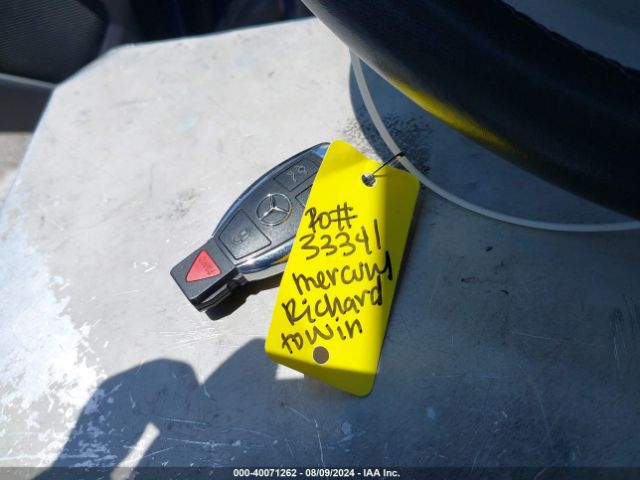 PO#
33341
mercury
Richard
towin
000-40071262 - 08/09/2024 - IAA Inc.